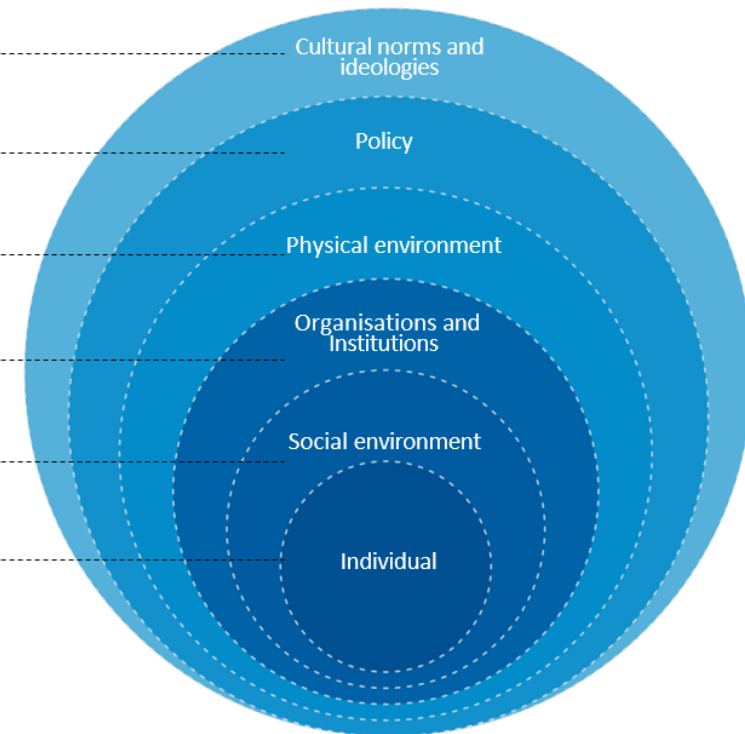 Cultural norms and
ideologies
Policy
Physical environment
Organisations and
Institutions
Social environment
Individual